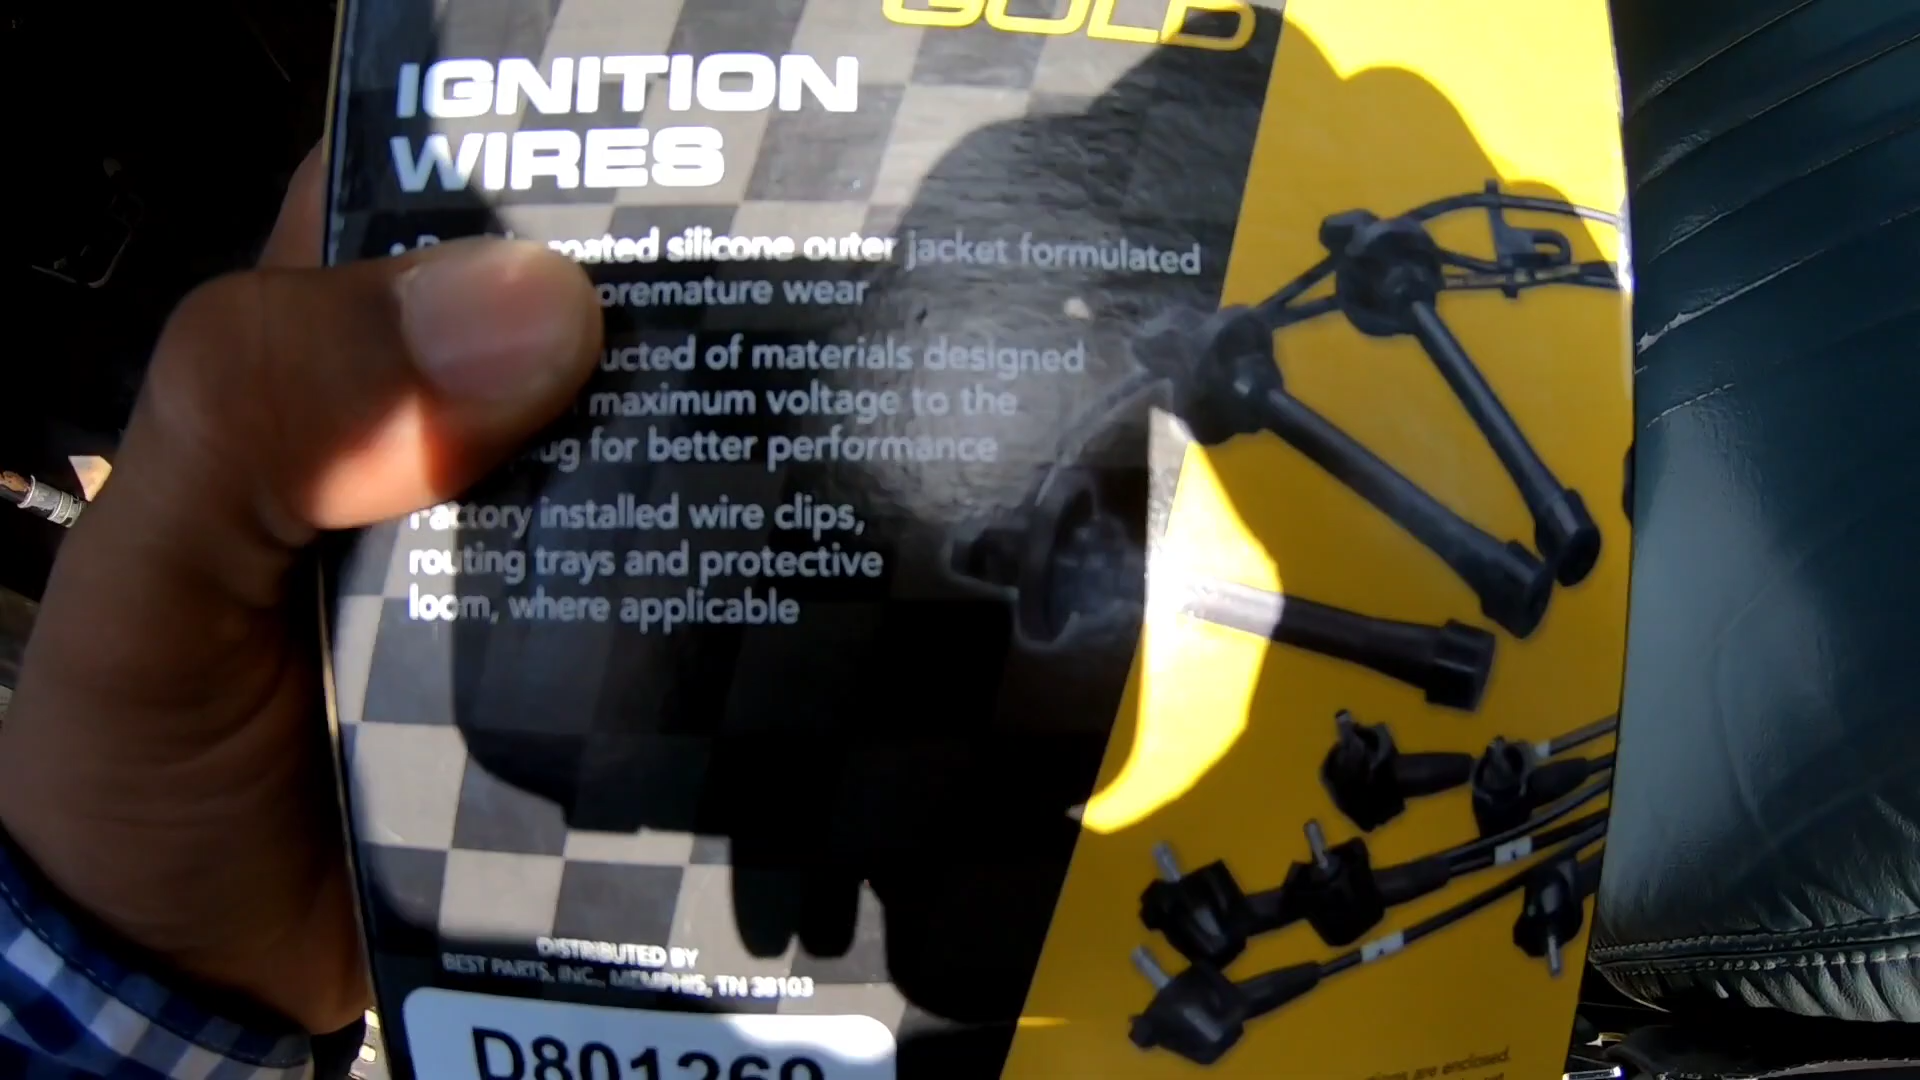 GOLD
IGNITION
WIRES
coated silicone outer jacket formulated
premature wear
of materials designed
maximum voltage to the
for better performance
Factory installed wire clips,
routing trays and protective
loom, where applicable
DISTRIBUTED BY
BEST PARTS, INC., MEMPHIS, TN 38103
D801269
are enclosed.